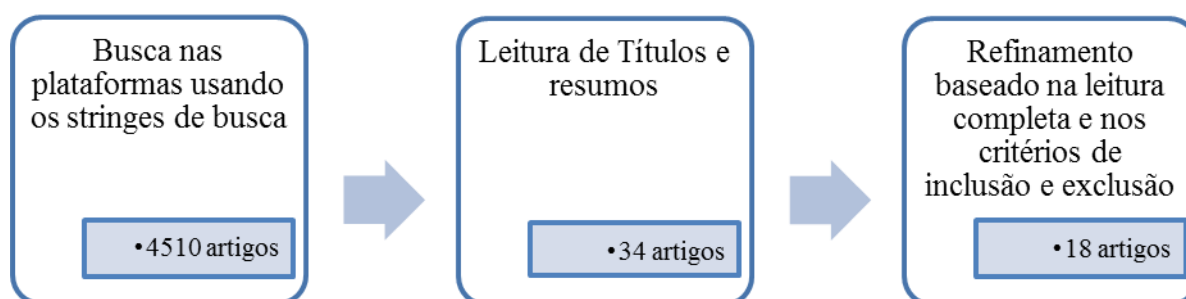 Busca nas
plataformas usando
os stringes de busca
•4510 artigos
Leitura de Títulos e
resumos
•34 artigos
Refinamento
baseado na leitura
completa e nos
critérios de
inclusão e exclusão
•18 artigos